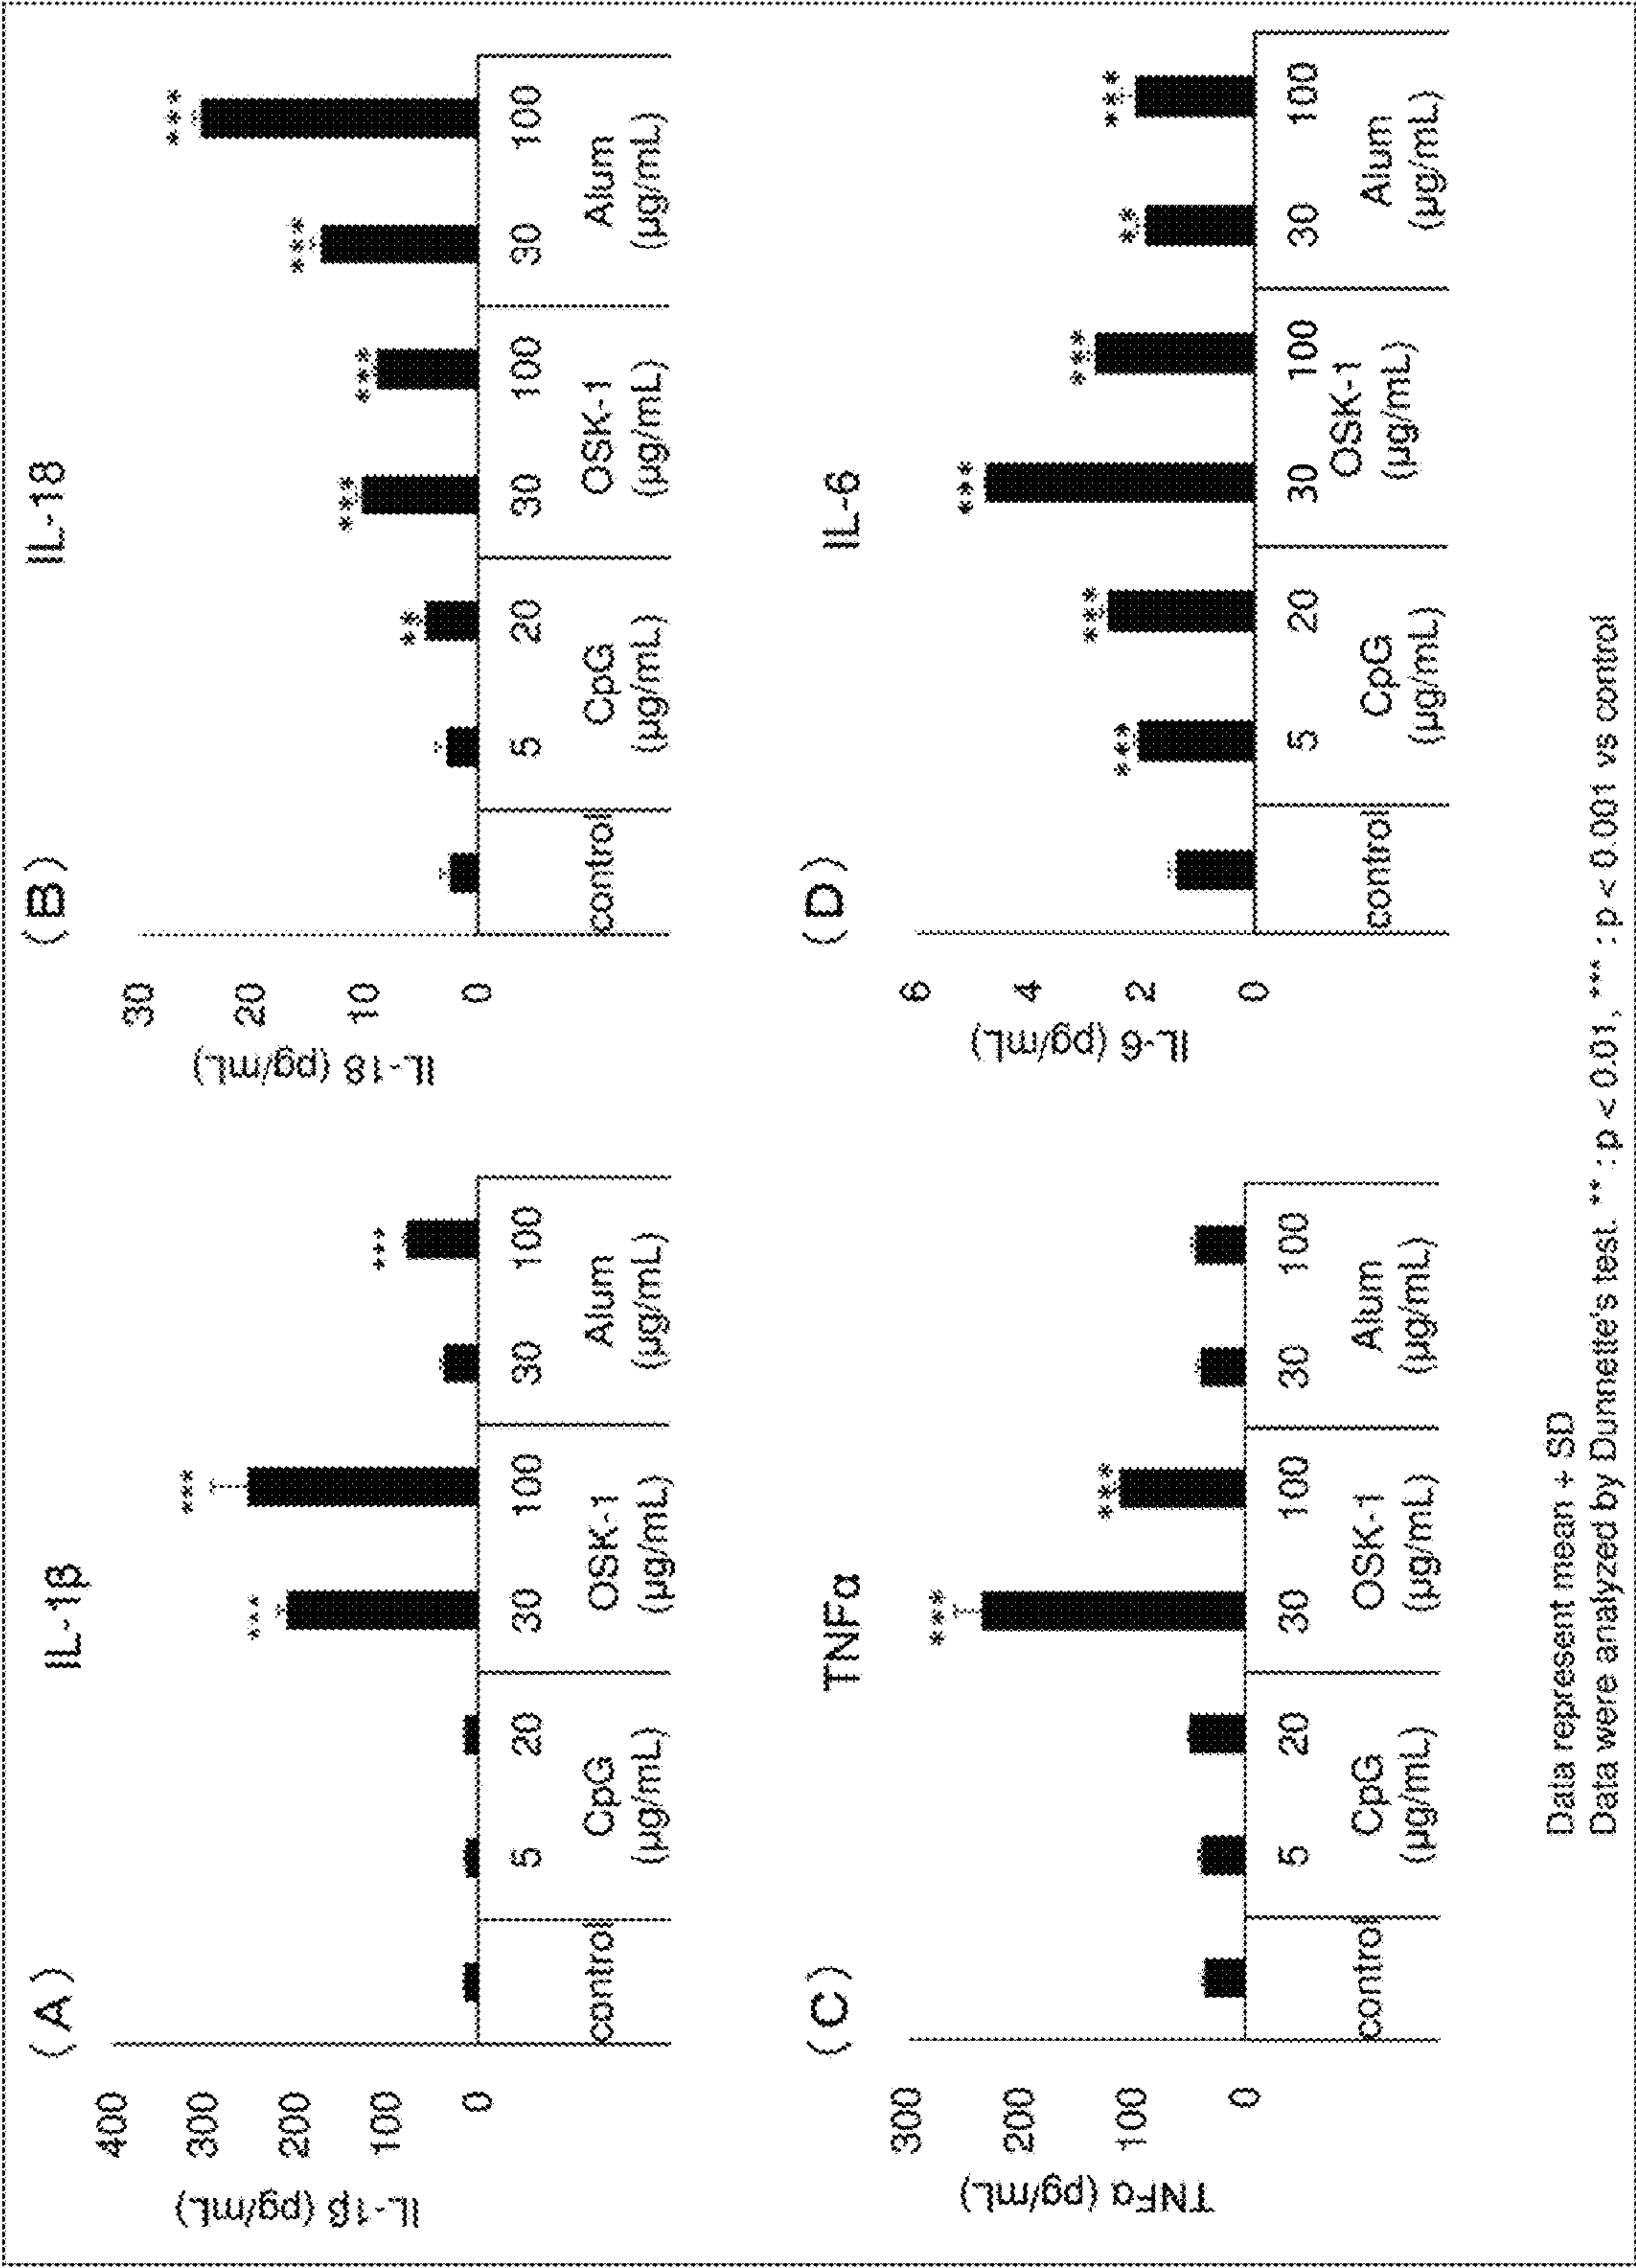 (A)
IL-1β
IL-1β (pg/mL)
400
300
200
100
0
***
***
***
control
5
20
30
100
30
100
CpG
OSK-1
Alum
(μg/mL)
(μg/mL)
(μg/mL)
(B)
IL-18
IL-18 (pg/mL)
30
20
10
0
**
***
***
***
***
control
5
20
30
100
30
100
CpG
OSK-1
Alum
(μg/mL)
(μg/mL)
(μg/mL)
(C)
TNFα
TNFα (pg/mL)
300
200
100
0
***
***
control
5
20
30
100
30
100
CpG
OSK-1
Alum
(μg/mL)
(μg/mL)
(μg/mL)
(D)
IL-6
IL-6 (pg/mL)
6
4
2
0
***
***
***
***
**
***
control
5
20
30
100
30
100
CpG
OSK-1
Alum
(μg/mL)
(μg/mL)
(μg/mL)
Data represent mean + SD
Data were analyzed by Dunnette's test. ** : p < 0.01, *** : p < 0.001 vs control